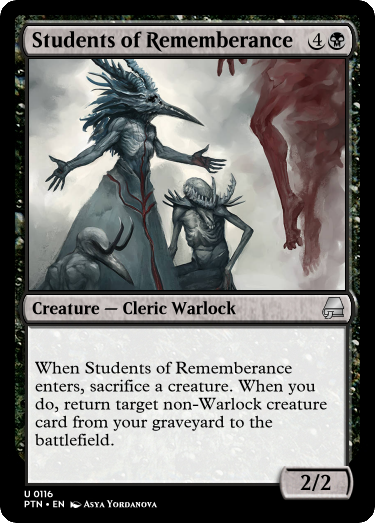 Students of Rememberance 4
Creature — Cleric Warlock
When Students of Rememberance
enters, sacrifice a creature. When you
do, return target non-Warlock creature
card from your graveyard to the
battlefield.
2/2
U 0116
PTN • EN Asya Yordanova